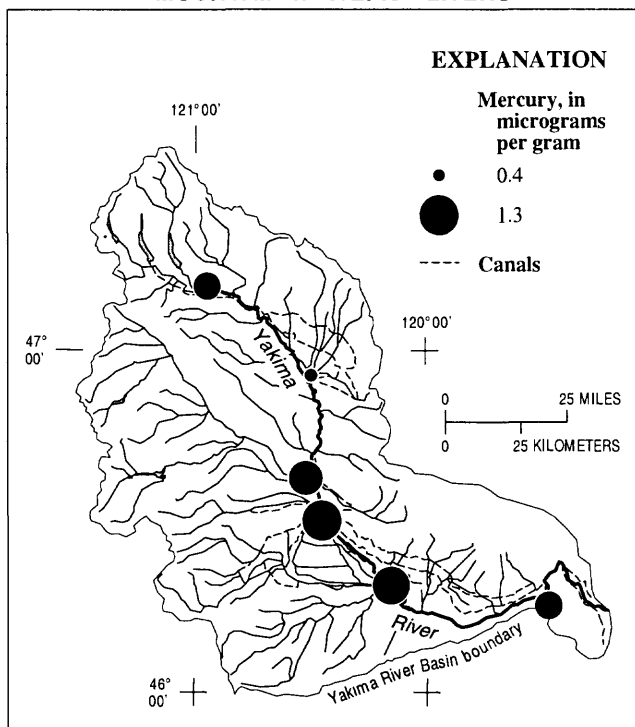 EXPLANATION
Mercury, in
micrograms
per gram
0.4
1.3
Canals
121°00'
47°
00'
120°00'
0 25 MILES
0 25 KILOMETERS
Yakima
River
Yakima River Basin boundary
46°
00'